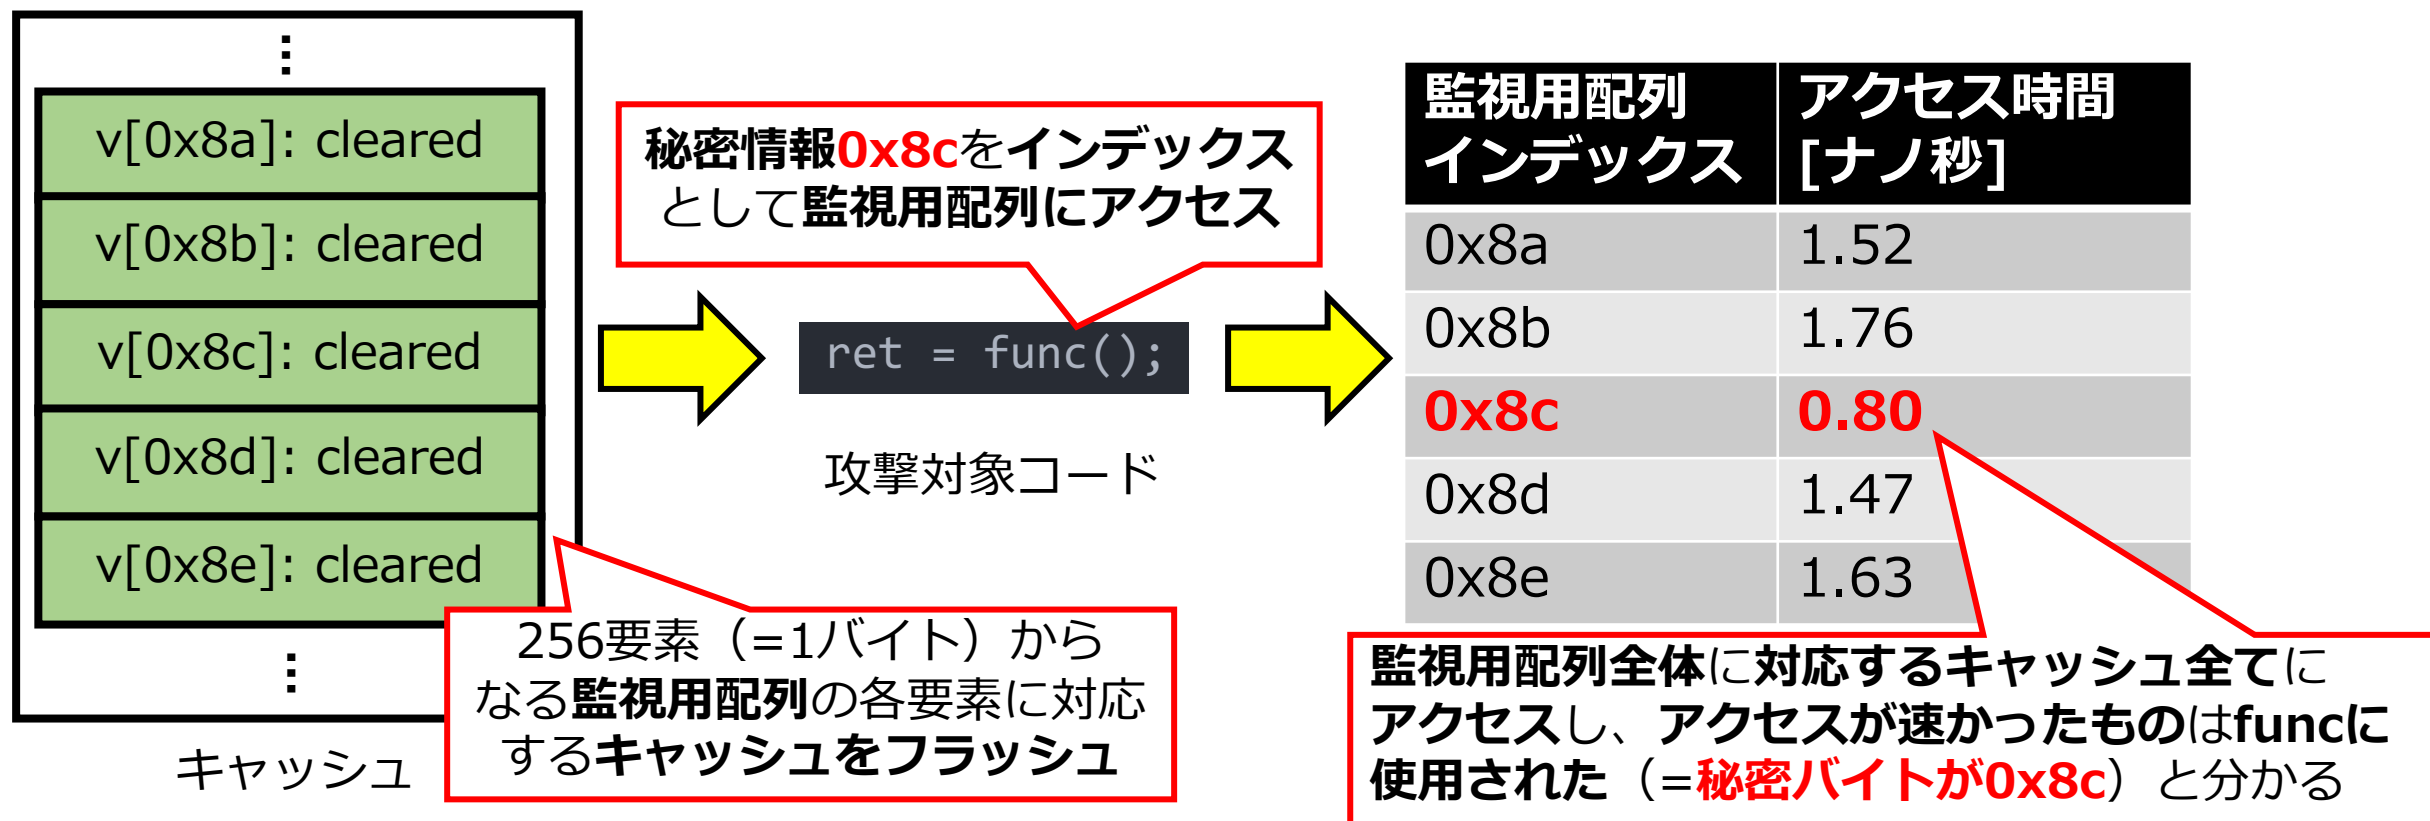 ⋮
v[0x8a]: cleared
v[0x8b]: cleared
v[0x8c]: cleared
v[0x8d]: cleared
v[0x8e]: cleared
⋮
キャッシュ
256要素（=1バイト）から
なる監視用配列の各要素に対応
するキャッシュをフラッシュ
秘密情報0x8cをインデックス
として監視用配列にアクセス
ret = func();
攻撃対象コード
監視用配列 アクセス時間
インデックス [ナノ秒]
0x8a 1.52
0x8b 1.76
0x8c 0.80
0x8d 1.47
0x8e 1.63
監視用配列全体に対応するキャッシュ全てに
アクセスし、アクセスが速かったものはfuncに
使用された（=秘密バイトが0x8c）と分かる